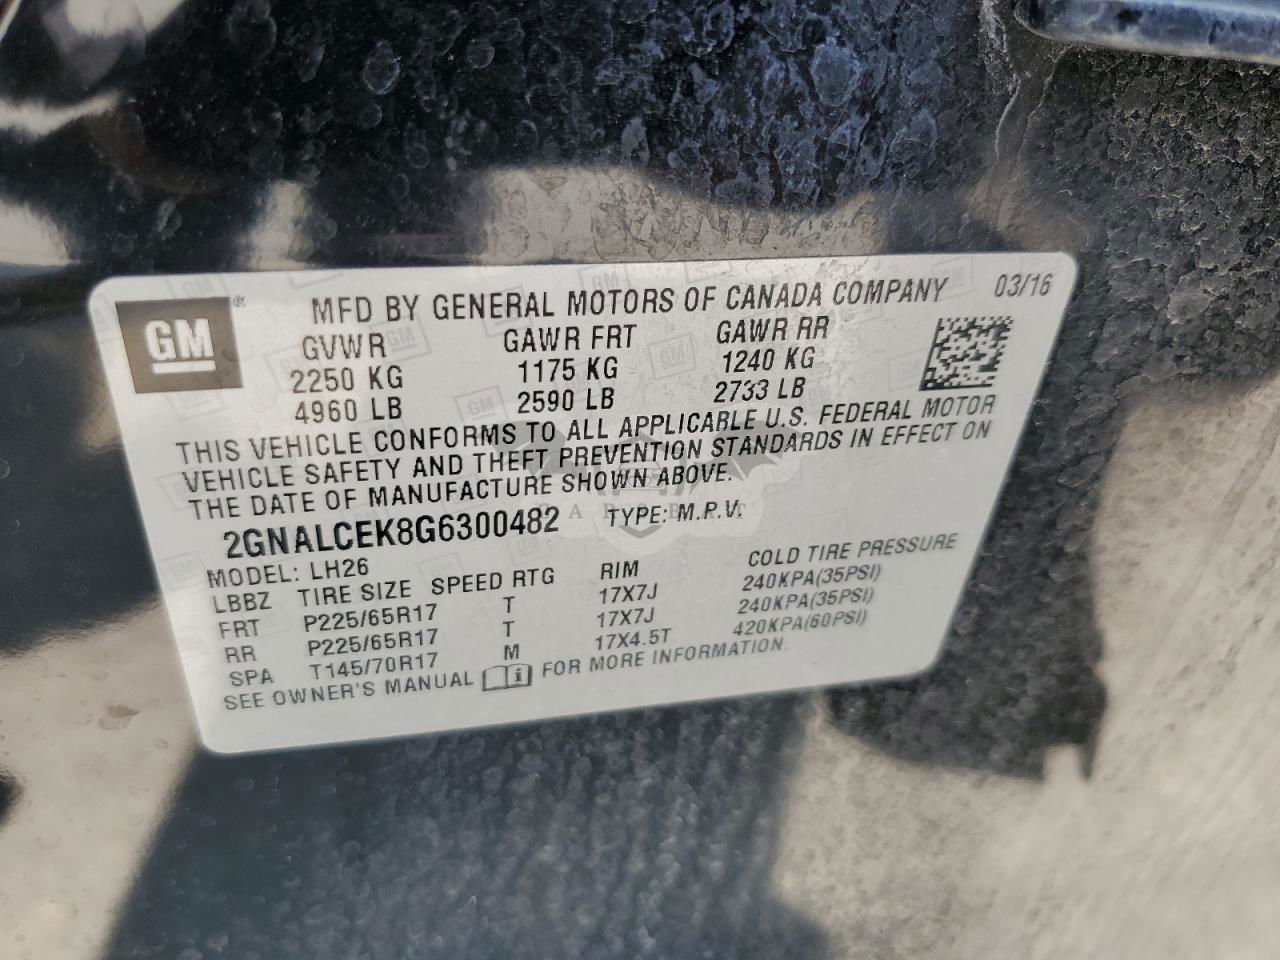 GM ® MFD BY GENERAL MOTORS OF CANADA COMPANY 03/16
GVWR GAWR FRT GAWR RR
2250 KG 1175 KG 1240 KG
4960 LB 2590 LB 2733 LB
THIS VEHICLE CONFORMS TO ALL APPLICABLE U.S. FEDERAL MOTOR
VEHICLE SAFETY AND THEFT PREVENTION STANDARDS IN EFFECT ON
THE DATE OF MANUFACTURE SHOWN ABOVE.
2GNALCEK8G6300482 TYPE: M.P.V.
MODEL: LH26
LBBZ TIRE SIZE SPEED RTG RIM COLD TIRE PRESSURE
FRT P225/65R17 T 17X7J 240KPA(35PSI)
RR P225/65R17 T 17X7J 240KPA(35PSI)
SPA T145/70R17 M 17X4.5T 420KPA(60PSI)
SEE OWNER'S MANUAL FOR MORE INFORMATION.